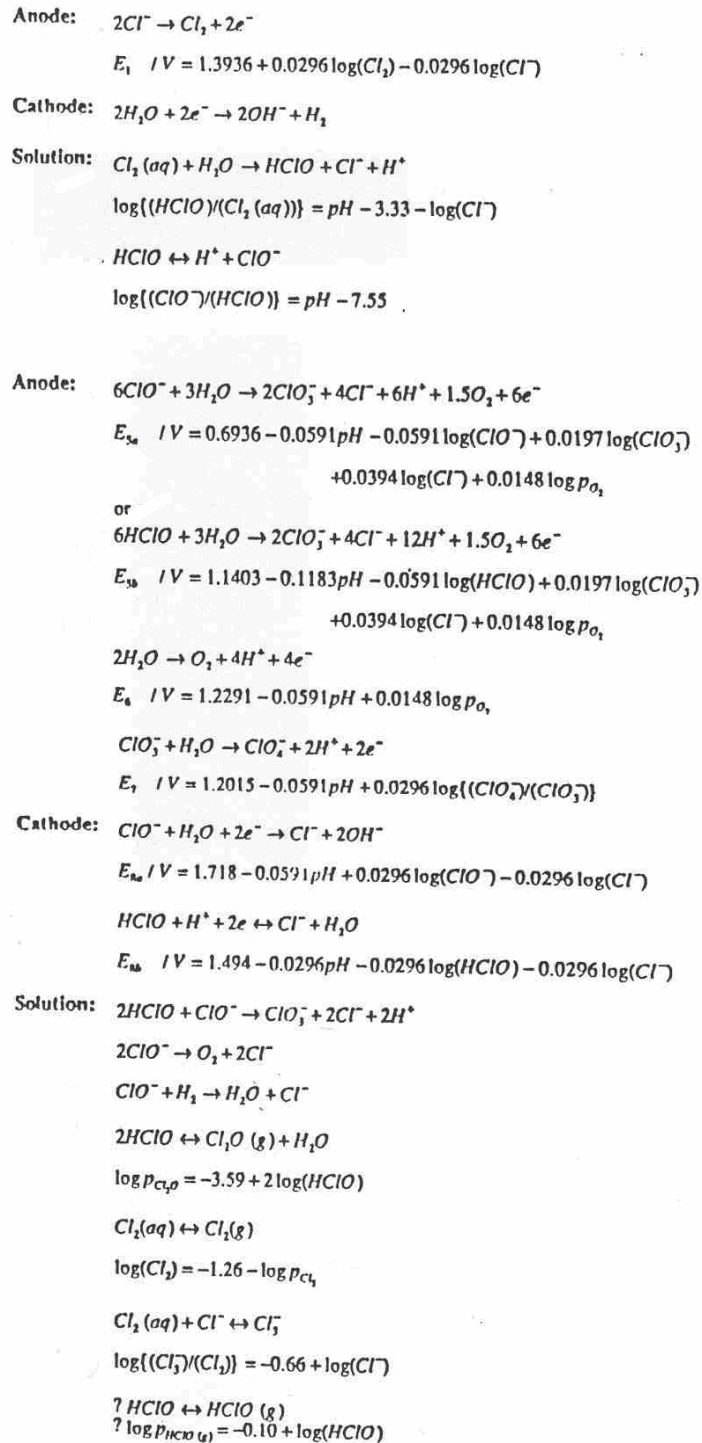 Anode: 2Cl⁻ → Cl₂ + 2e⁻
E₁ / V = 1.3936 + 0.0296 log(Cl₂) − 0.0296 log(Cl⁻)
Cathode: 2H₂O + 2e⁻ → 2OH⁻ + H₂
Solution: Cl₂ (aq) + H₂O → HClO + Cl⁻ + H⁺
log{(HClO)/(Cl₂ (aq))} = pH − 3.33 − log(Cl⁻)
HClO ↔ H⁺ + ClO⁻
log{(ClO⁻)/(HClO)} = pH − 7.55
Anode: 6ClO⁻ + 3H₂O → 2ClO₃⁻ + 4Cl⁻ + 6H⁺ + 1.5O₂ + 6e⁻
E₅ₐ / V = 0.6936 − 0.0591pH − 0.0591 log(ClO⁻) + 0.0197 log(ClO₃⁻)
+0.0394 log(Cl⁻) + 0.0148 log p_O₂
or
6HClO + 3H₂O → 2ClO₃⁻ + 4Cl⁻ + 12H⁺ + 1.5O₂ + 6e⁻
E₅b / V = 1.1403 − 0.1183pH − 0.0591 log(HClO) + 0.0197 log(ClO₃⁻)
+0.0394 log(Cl⁻) + 0.0148 log p_O₂
2H₂O → O₂ + 4H⁺ + 4e⁻
E₆ / V = 1.2291 − 0.0591pH + 0.0148 log p_O₂
ClO₃⁻ + H₂O → ClO₄⁻ + 2H⁺ + 2e⁻
E₇ / V = 1.2015 − 0.0591pH + 0.0296 log{(ClO₄⁻)/(ClO₃⁻)}
Cathode: ClO⁻ + H₂O + 2e⁻ → Cl⁻ + 2OH⁻
E₈ₐ / V = 1.718 − 0.0591pH + 0.0296 log(ClO⁻) − 0.0296 log(Cl⁻)
HClO + H⁺ + 2e ↔ Cl⁻ + H₂O
E₈b / V = 1.494 − 0.0296pH − 0.0296 log(HClO) − 0.0296 log(Cl⁻)
Solution: 2HClO + ClO⁻ → ClO₃⁻ + 2Cl⁻ + 2H⁺
2ClO⁻ → O₂ + 2Cl⁻
ClO⁻ + H₂ → H₂O + Cl⁻
2HClO ↔ Cl₂O (g) + H₂O
log p_Cl₂O = −3.59 + 2 log(HClO)
Cl₂(aq) ↔ Cl₂(g)
log(Cl₂) = −1.26 − log p_Cl₂
Cl₂ (aq) + Cl⁻ ↔ Cl₃⁻
log{(Cl₃⁻)/(Cl₂)} = −0.66 + log(Cl⁻)
? HClO ↔ HClO (g)
? log p_HClO (g) = −0.10 + log(HClO)